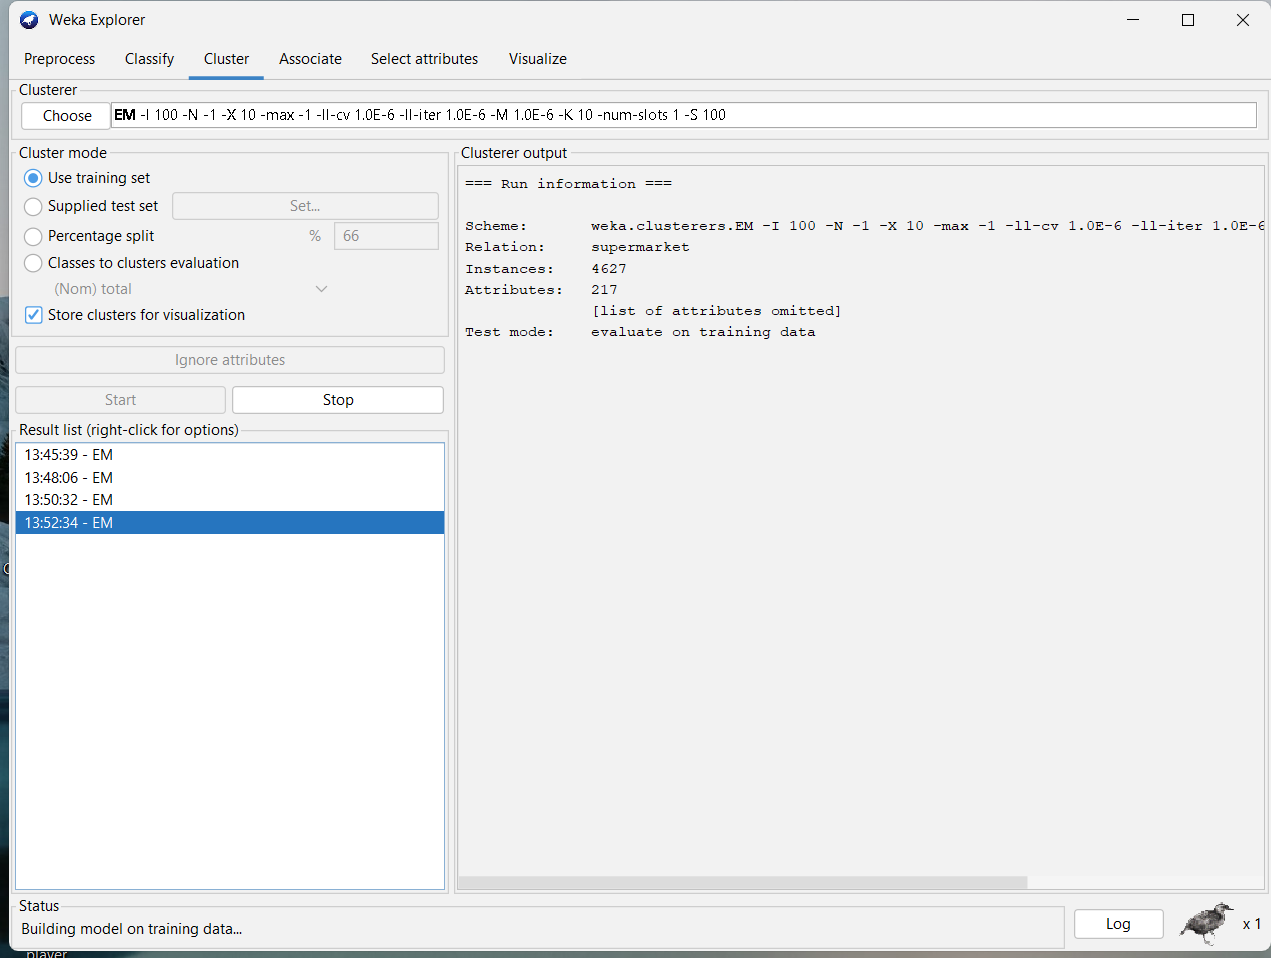 Weka Explorer
Preprocess Classify Cluster Associate Select attributes Visualize
Clusterer
Choose EM -I 100 -N -1 -X 10 -max -1 -ll-cv 1.0E-6 -ll-iter 1.0E-6 -M 1.0E-6 -K 10 -num-slots 1 -S 100
Cluster mode
Use training set
Supplied test set Set...
Percentage split % 66
Classes to clusters evaluation
(Nom) total
Store clusters for visualization
Ignore attributes
Start Stop
Result list (right-click for options)
13:45:39 - EM
13:48:06 - EM
13:50:32 - EM
13:52:34 - EM
Clusterer output
=== Run information ===
Scheme: weka.clusterers.EM -I 100 -N -1 -X 10 -max -1 -ll-cv 1.0E-6 -ll-iter 1.0E-6
Relation: supermarket
Instances: 4627
Attributes: 217
[list of attributes omitted]
Test mode: evaluate on training data
Status
Building model on training data...
Log x 1
player